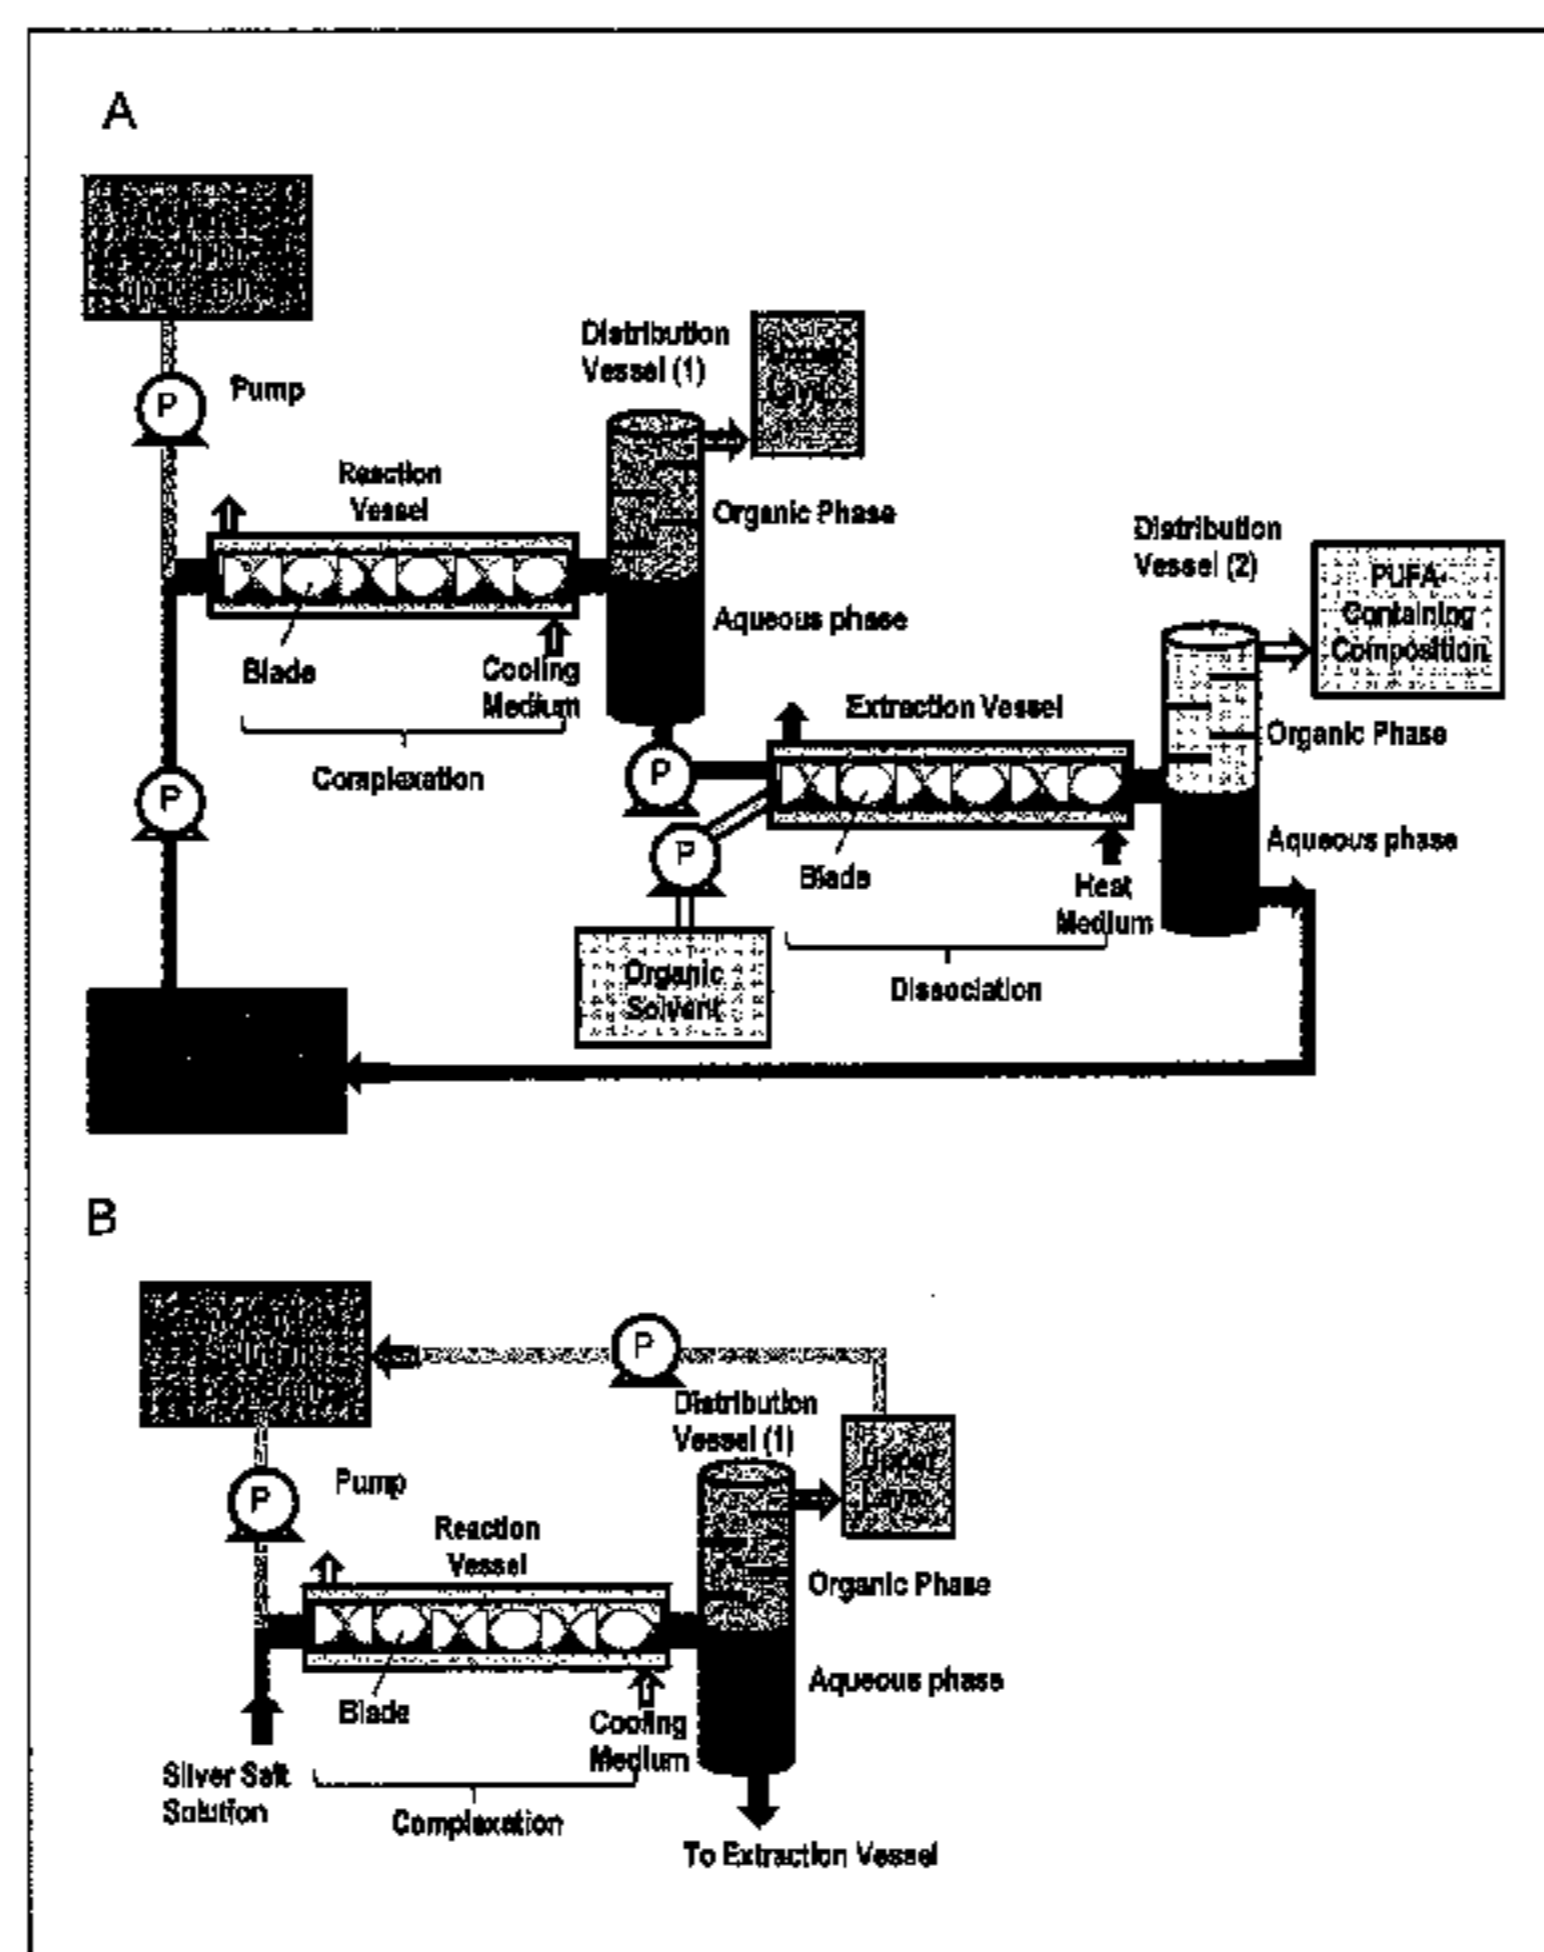 A
P
Pump
Reaction
Vessel
Blade
Cooling
Medium
Complexation
P
Distribution
Vessel (1)
Organic Phase
Aqueous phase
P
P
Organic
Solvent
Extraction Vessel
Blade
Heat
Medium
Dissociation
Distribution
Vessel (2)
PUFA-
Containing
Composition
Organic Phase
Aqueous phase
B
P
P
Pump
Reaction
Vessel
Blade
Cooling
Medium
Silver Salt
Solution
Complexation
Distribution
Vessel (1)
Upper
Layer
Organic Phase
Aqueous phase
To Extraction Vessel